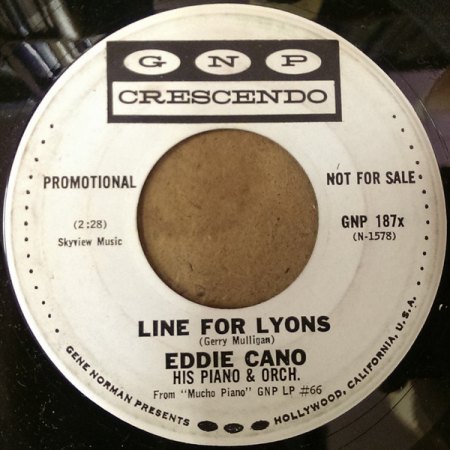 G N P
CRESCENDO
PROMOTIONAL
NOT FOR SALE
(2:28)
Skyview Music
GNP 187x
(N-1578)
LINE FOR LYONS
(Gerry Mulligan)
EDDIE CANO
HIS PIANO & ORCH.
From "Mucho Piano" GNP LP #66
GENE NORMAN PRESENTS
HOLLYWOOD, CALIFORNIA, U.S.A.